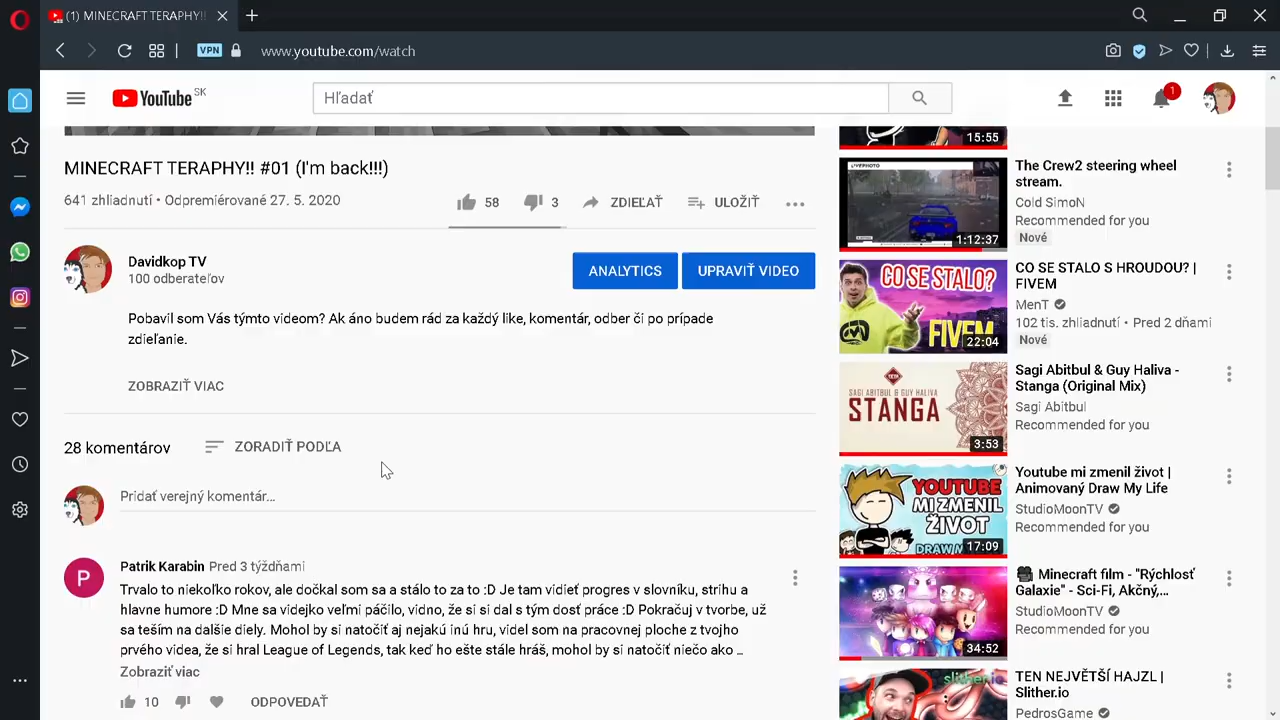 (1) MINECRAFT TERAPHY!!
VPN
www.youtube.com/watch
YouTube SK
Hľadať
1
MINECRAFT TERAPHY!! #01 (I'm back!!!)
641 zhliadnutí • Odpremiérované 27. 5. 2020
58
3
ZDIEĽAŤ
ULOŽIŤ
Davidkop TV
100 odberateľov
ANALYTICS
UPRAVIŤ VIDEO
Pobavil som Vás týmto videom? Ak áno budem rád za každý like, komentár, odber či po prípade
zdieľanie.
ZOBRAZIŤ VIAC
28 komentárov
ZORADIŤ PODĽA
Pridať verejný komentár...
P
Patrik Karabin Pred 3 týždňami
Trvalo to niekoľko rokov, ale dočkal som sa a stálo to za to :D Je tam vidieť progres v slovníku, strihu a
hlavne humore :D Mne sa videjko veľmi páčilo, vidno, že si si dal s tým dosť práce :D Pokračuj v tvorbe, už
sa teším na dalšie diely. Mohol by si natočiť aj nejakú inú hru, videl som na pracovnej ploche z tvojho
prvého videa, že si hral League of Legends, tak keď ho ešte stále hráš, mohol by si natočiť niečo ako ...
Zobraziť viac
10
ODPOVEDAŤ
15:55
1:12:37
The Crew2 steering wheel
stream.
Cold SimoN
Recommended for you
Nové
CO SE STALO?
FIVEM
22:04
CO SE STALO S HROUDOU? |
FIVEM
MenT
102 tis. zhliadnutí • Pred 2 dňami
Nové
SAGI ABITBUL & GUY HALIVA
STANGA
3:53
Sagi Abitbul & Guy Haliva -
Stanga (Original Mix)
Sagi Abitbul
Recommended for you
YOUTUBE
MI ZMENIL
ŽIVOT
17:09
Youtube mi zmenil život |
Animovaný Draw My Life
StudioMoonTV
Recommended for you
34:52
Minecraft film - "Rýchlosť
Galaxie" - Sci-Fi, Akčný,...
StudioMoonTV
Recommended for you
slither.io
TEN NEJVĚTŠÍ HAJZL |
Slither.io
PedrosGame